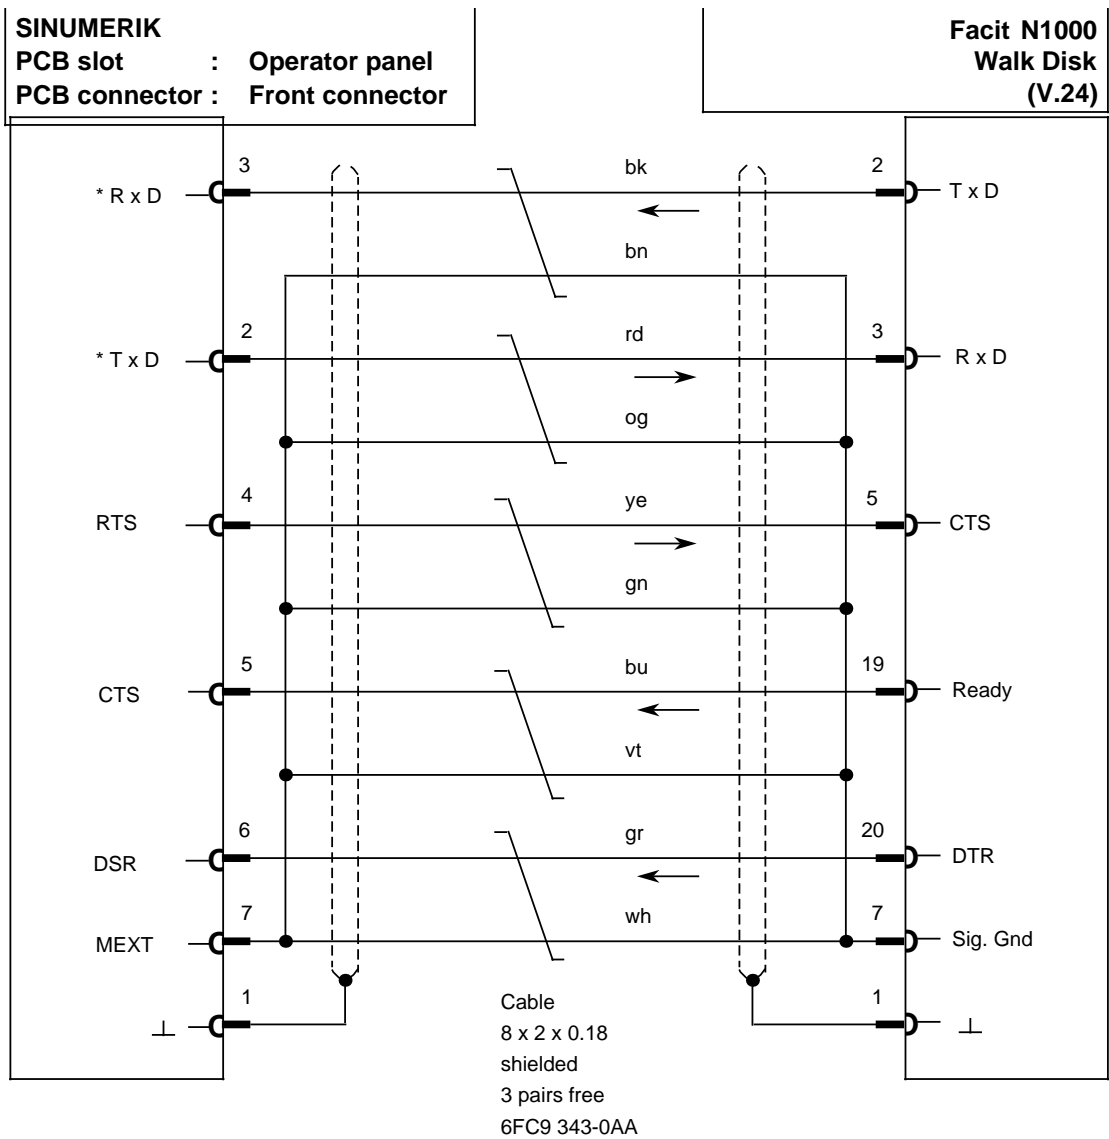 SINUMERIK
PCB slot : Operator panel
PCB connector : Front connector
Facit N1000
Walk Disk
(V.24)
3 bk 2
* R x D T x D
bn
2 rd 3
* T x D R x D
og
4 ye 5
RTS CTS
gn
5 bu 19
CTS Ready
vt
6 gr 20
DSR DTR
7 wh 7
MEXT Sig. Gnd
1 1
Cable
8 x 2 x 0.18
shielded
3 pairs free
6FC9 343-0AA